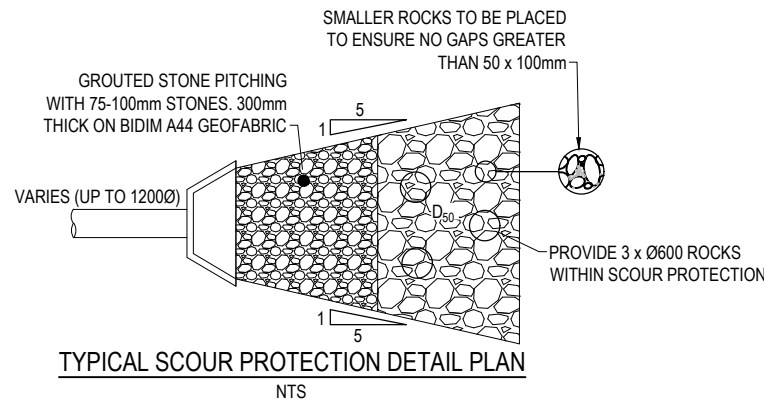 SMALLER ROCKS TO BE PLACED
TO ENSURE NO GAPS GREATER
THAN 50 x 100mm
GROUTED STONE PITCHING
WITH 75-100mm STONES. 300mm
THICK ON BIDIM A44 GEOFABRIC
5
1
VARIES (UP TO 1200Ø)
D50
PROVIDE 3 x Ø600 ROCKS
WITHIN SCOUR PROTECTION
1
5
TYPICAL SCOUR PROTECTION DETAIL PLAN
NTS